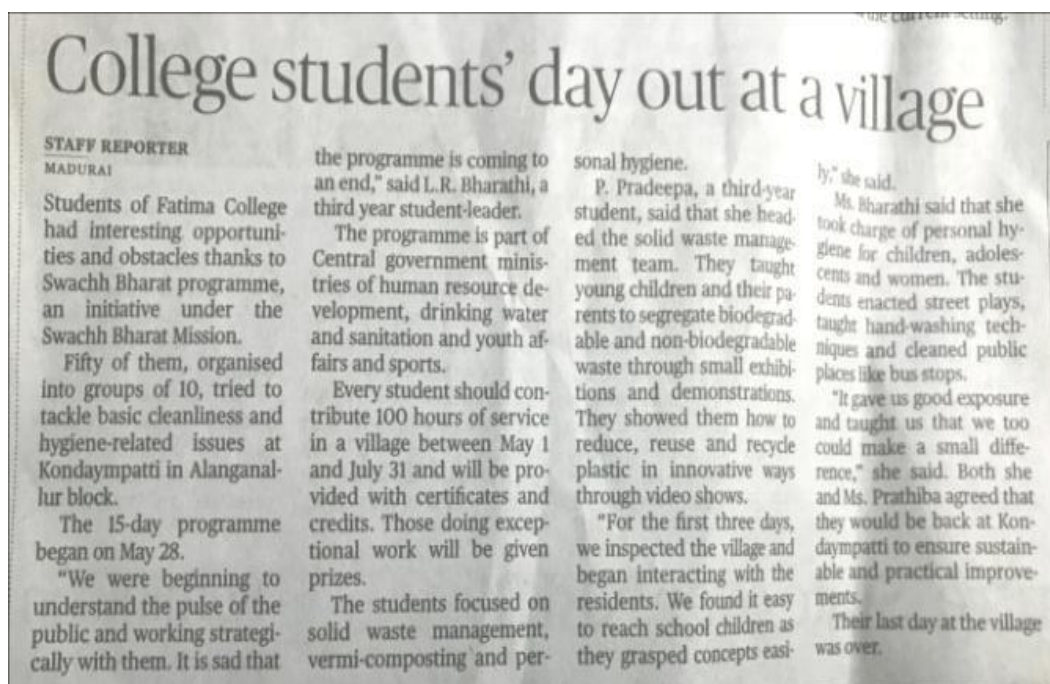 the current setting.
College students' day out at a village
STAFF REPORTER
MADURAI
Students of Fatima College
had interesting opportuni-
ties and obstacles thanks to
Swachh Bharat programme,
an initiative under the
Swachh Bharat Mission.
Fifty of them, organised
into groups of 10, tried to
tackle basic cleanliness and
hygiene-related issues at
Kondaympatti in Alanganal-
lur block.
The 15-day programme
began on May 28.
"We were beginning to
understand the pulse of the
public and working strategi-
cally with them. It is sad that
the programme is coming to
an end," said L.R. Bharathi, a
third year student-leader.
The programme is part of
Central government minis-
tries of human resource de-
velopment, drinking water
and sanitation and youth af-
fairs and sports.
Every student should con-
tribute 100 hours of service
in a village between May 1
and July 31 and will be pro-
vided with certificates and
credits. Those doing excep-
tional work will be given
prizes.
The students focused on
solid waste management,
vermi-composting and per-
sonal hygiene.
P. Pradeepa, a third-year
student, said that she head-
ed the solid waste manage-
ment team. They taught
young children and their pa-
rents to segregate biodegrad-
able and non-biodegradable
waste through small exhibi-
tions and demonstrations.
They showed them how to
reduce, reuse and recycle
plastic in innovative ways
through video shows.
"For the first three days,
we inspected the village and
began interacting with the
residents. We found it easy
to reach school children as
they grasped concepts easi-
ly," she said.
Ms. Bharathi said that she
took charge of personal hy-
giene for children, adoles-
cents and women. The stu-
dents enacted street plays,
taught hand-washing tech-
niques and cleaned public
places like bus stops.
"It gave us good exposure
and taught us that we too
could make a small diffe-
rence," she said. Both she
and Ms. Prathiba agreed that
they would be back at Kon-
daympatti to ensure sustain-
able and practical improve-
ments.
Their last day at the village
was over.